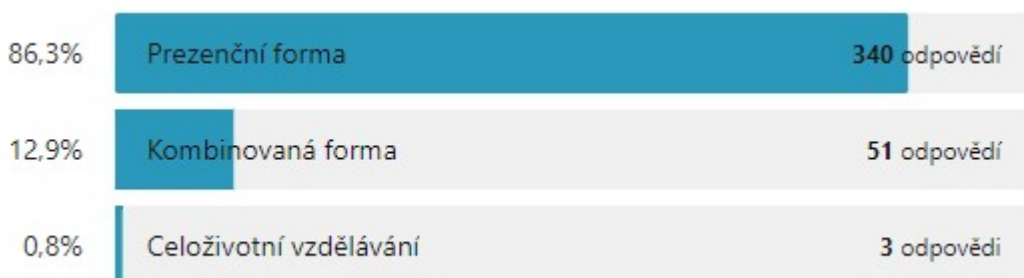 86,3% Prezenční forma 340 odpovědí
12,9% Kombinovaná forma 51 odpovědí
0,8% Celoživotní vzdělávání 3 odpovědi